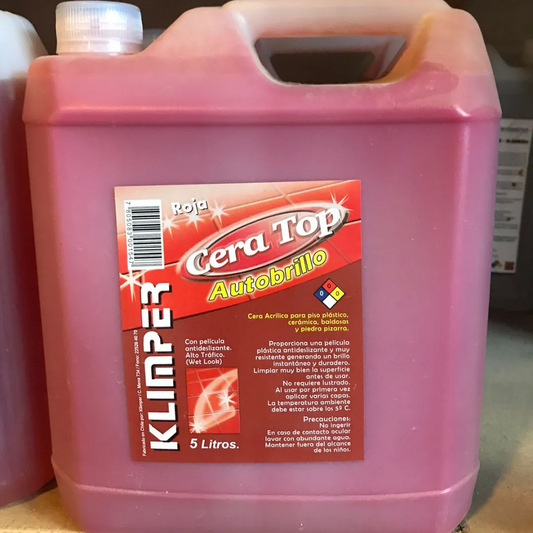 Roja
Cera Top
Autobrillo
KLIMPER
Cera Acrílica para piso plástico,
cerámica, baldosas
y piedra pizarra.
0
0
0
Con película
antideslizante.
Alto Tráfico.
(Wet Look)
5 Litros.
Proporciona una película
plástica antideslizante y muy
resistente generando un brillo
instantáneo y duradero.
Limpiar muy bien la superficie
antes de usar.
No requiere lustrado.
Al usar por primera vez
aplicar varias capas.
La temperatura ambiente
debe estar sobre los 5º C.
Precauciones:
No ingerir
En caso de contacto ocular
lavar con abundante agua.
Mantener fuera del alcance
de los niños.